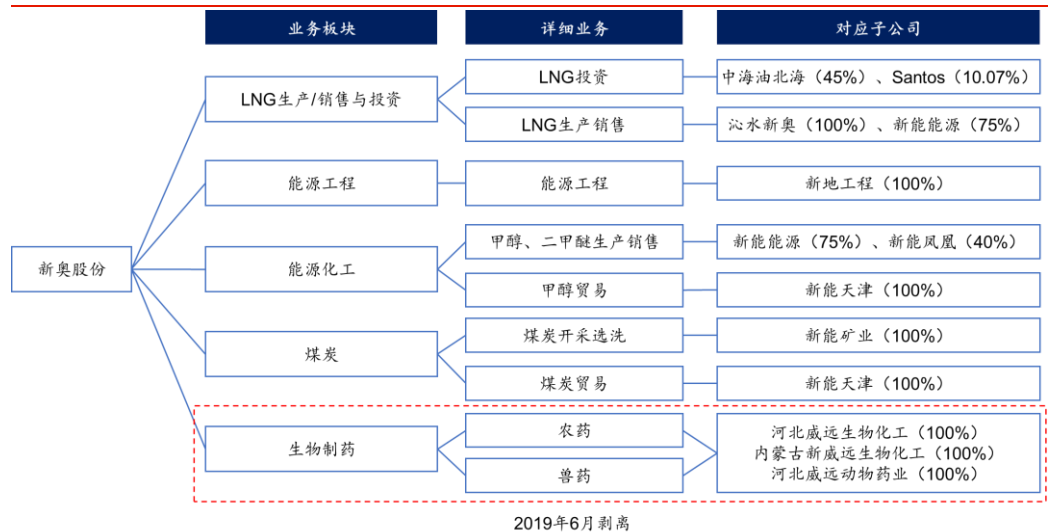 业务板块
详细业务
对应子公司
新奥股份
LNG生产/销售与投资
LNG投资
中海油北海（45%）、Santos（10.07%）
LNG生产销售
沁水新奥（100%）、新能能源（75%）
能源工程
能源工程
新地工程（100%）
能源化工
甲醇、二甲醚生产销售
新能能源（75%）、新能凤凰（40%）
甲醇贸易
新能天津（100%）
煤炭
煤炭开采选洗
新能矿业（100%）
煤炭贸易
新能天津（100%）
生物制药
农药
兽药
河北威远生物化工（100%）
内蒙古新威远生物化工（100%）
河北威远动物药业（100%）
2019年6月剥离